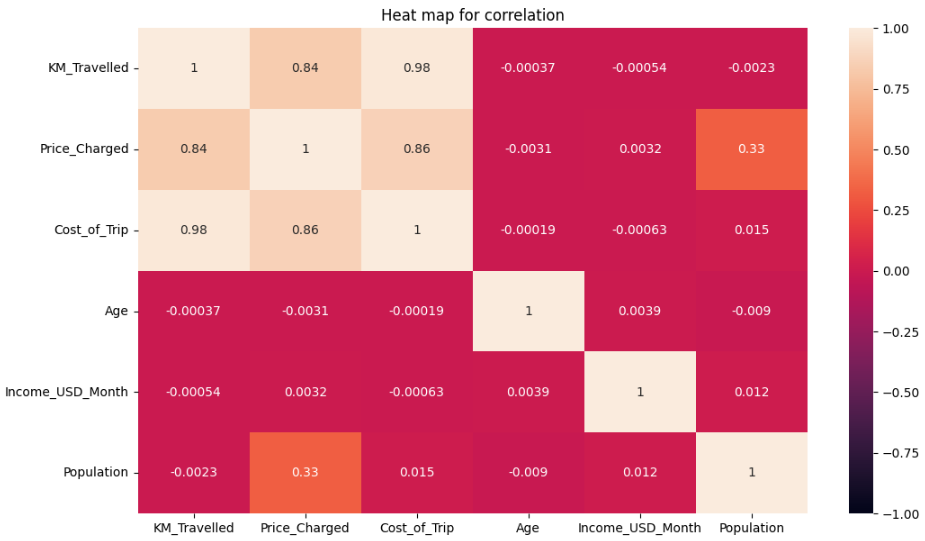 Heat map for correlation
KM_Travelled 1 0.84 0.98 -0.00037 -0.00054 -0.0023
Price_Charged 0.84 1 0.86 -0.0031 0.0032 0.33
Cost_of_Trip 0.98 0.86 1 -0.00019 -0.00063 0.015
Age -0.00037 -0.0031 -0.00019 1 0.0039 -0.009
Income_USD_Month -0.00054 0.0032 -0.00063 0.0039 1 0.012
Population -0.0023 0.33 0.015 -0.009 0.012 1
KM_Travelled Price_Charged Cost_of_Trip Age Income_USD_Month Population
1.00
0.75
0.50
0.25
0.00
−0.25
−0.50
−0.75
−1.00